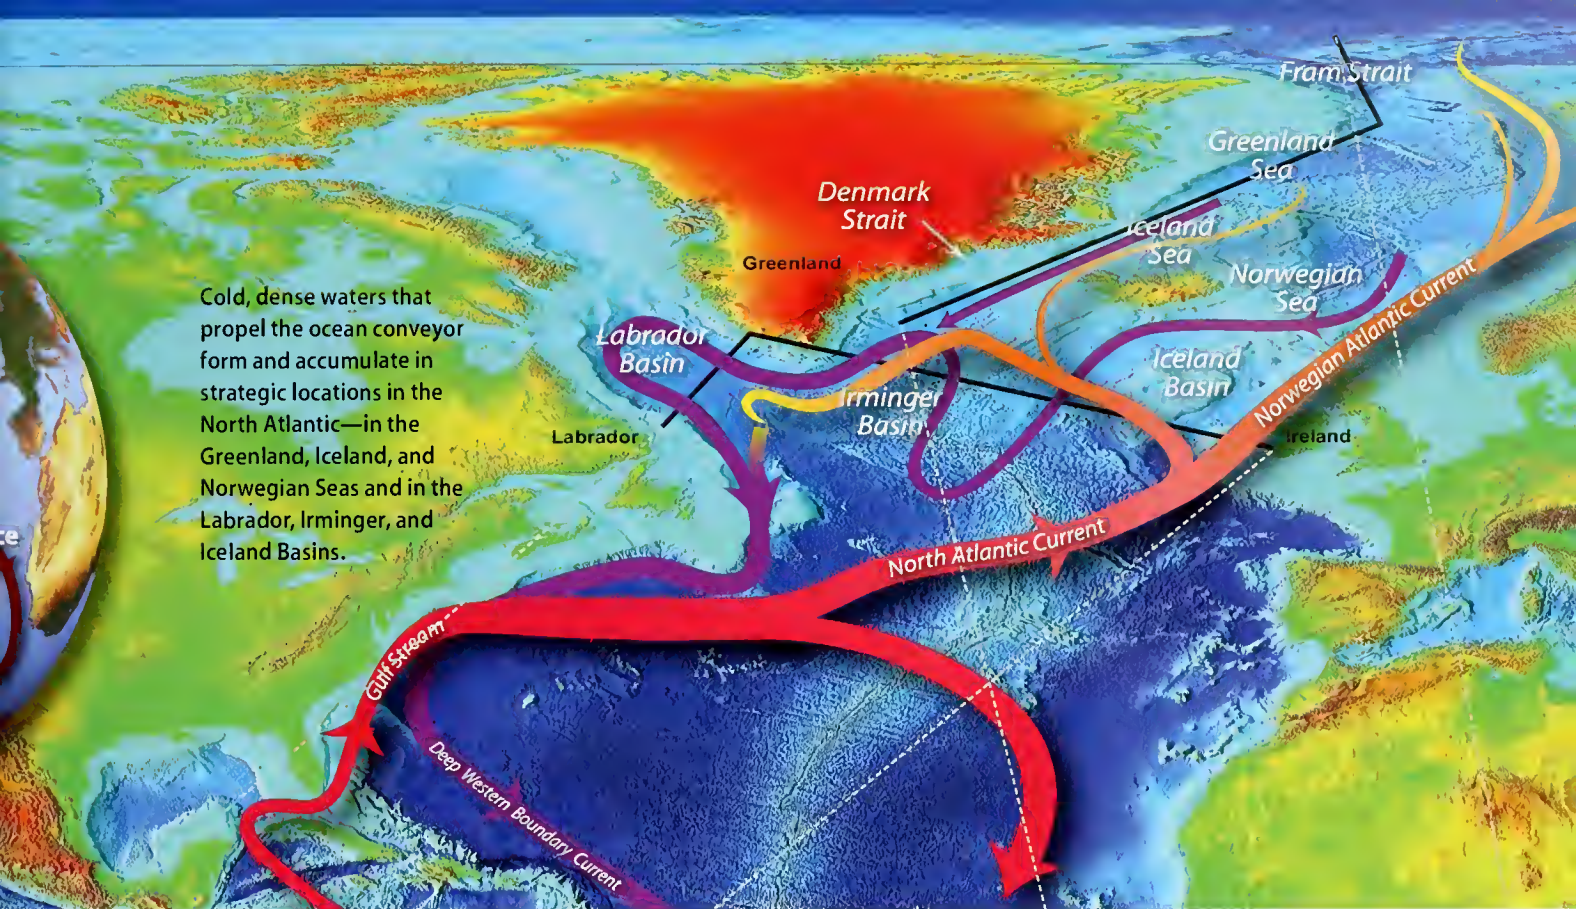 Fram Strait
Greenland
Sea
Denmark
Strait
Iceland
Sea
Greenland
Norwegian
Sea
Cold, dense waters that
propel the ocean conveyor
form and accumulate in
strategic locations in the
North Atlantic—in the
Greenland, Iceland, and
Norwegian Seas and in the
Labrador, Irminger, and
Iceland Basins.
Labrador
Basin
Iceland
Basin
Norwegian Atlantic Current
Irminger
Basin
Labrador
Ireland
North Atlantic Current
Gulf Stream
Deep Western Boundary Current